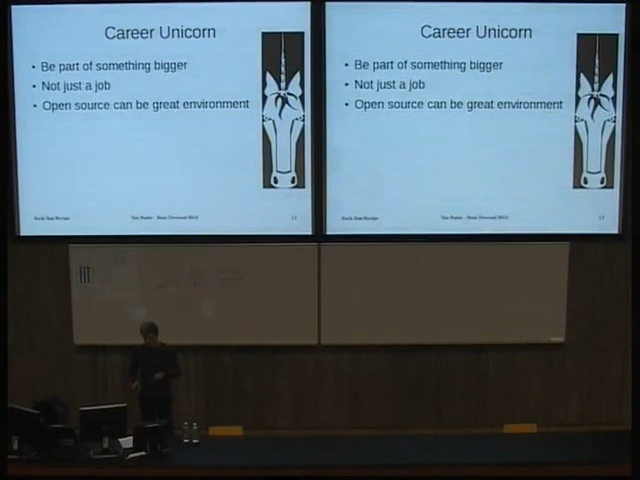 Career Unicorn
• Be part of something bigger
• Not just a job
• Open source can be great environment
Career Unicorn
• Be part of something bigger
• Not just a job
• Open source can be great environment